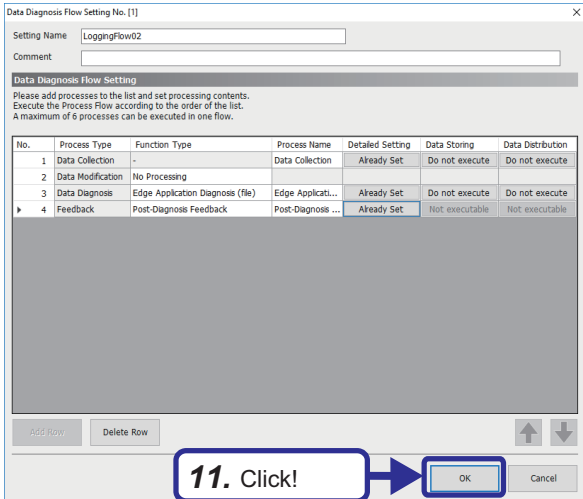 Data Diagnosis Flow Setting No. [1]
Setting Name LoggingFlow02
Comment
Data Diagnosis Flow Setting
Please add processes to the list and set processing contents.
Execute the Process Flow according to the order of the list.
A maximum of 6 processes can be executed in one flow.
No. Process Type Function Type Process Name Detailed Setting Data Storing Data Distribution
1 Data Collection - Data Collection Already Set Do not execute Do not execute
2 Data Modification No Processing
3 Data Diagnosis Edge Application Diagnosis (file) Edge Applicati... Already Set Do not execute Do not execute
4 Feedback Post-Diagnosis Feedback Post-Diagnosis ... Already Set Not executable Not executable
Add Row Delete Row
11. Click! OK Cancel